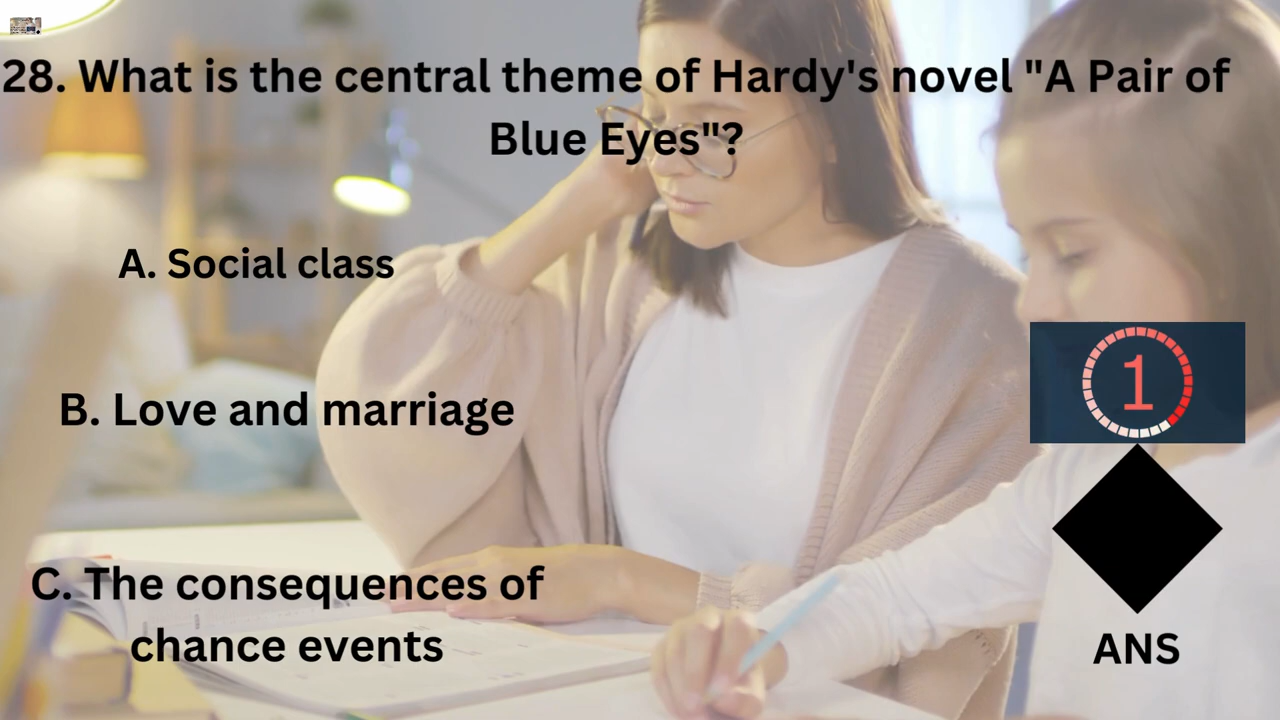 28. What is the central theme of Hardy's novel "A Pair of
Blue Eyes"?
A. Social class
B. Love and marriage
1
C. The consequences of
chance events
ANS